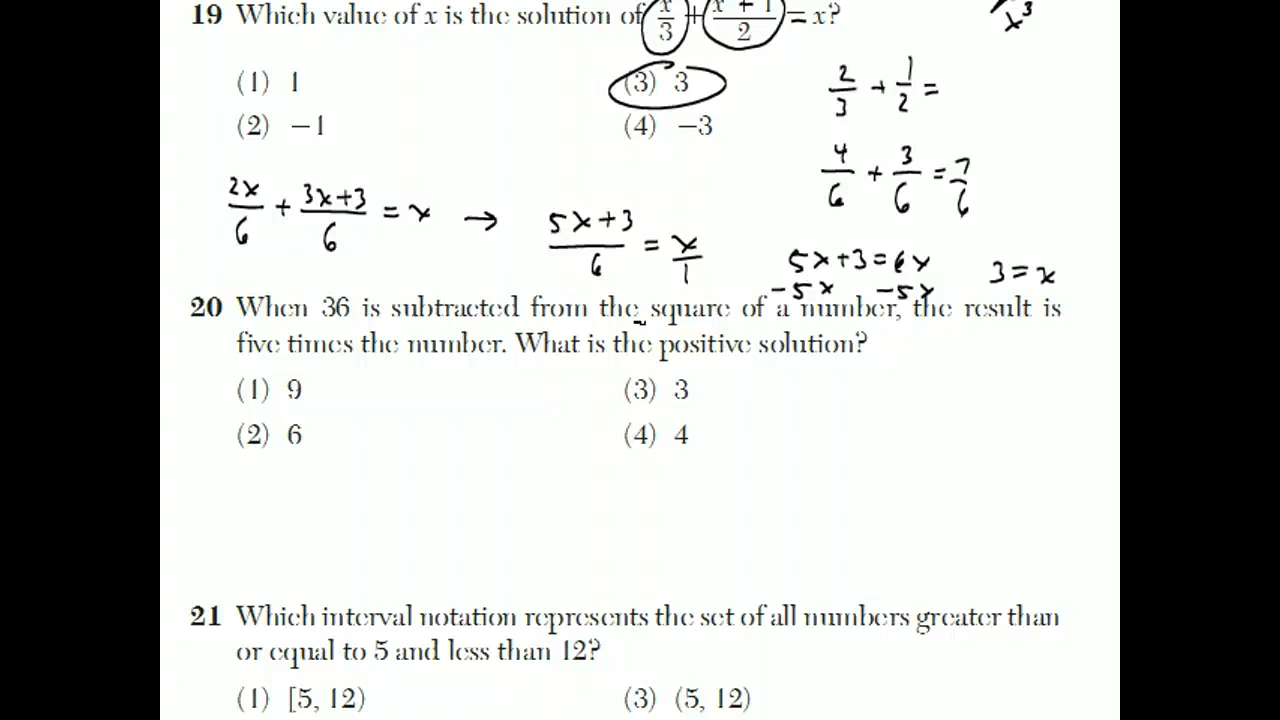 19 Which value of x is the solution of x/3 + (x + 1)/2 = x?
(1) 1 (3) 3
(2) −1 (4) −3
x³
2/3 + 1/2 =
4/6 + 3/6 = 7/6
2x/6 + (3x+3)/6 = x → (5x+3)/6 = x/1
5x+3=6x 3=x
-5x -5x
20 When 36 is subtracted from the square of a number, the result is
five times the number. What is the positive solution?
(1) 9 (3) 3
(2) 6 (4) 4
21 Which interval notation represents the set of all numbers greater than
or equal to 5 and less than 12?
(1) [5, 12) (3) (5, 12)